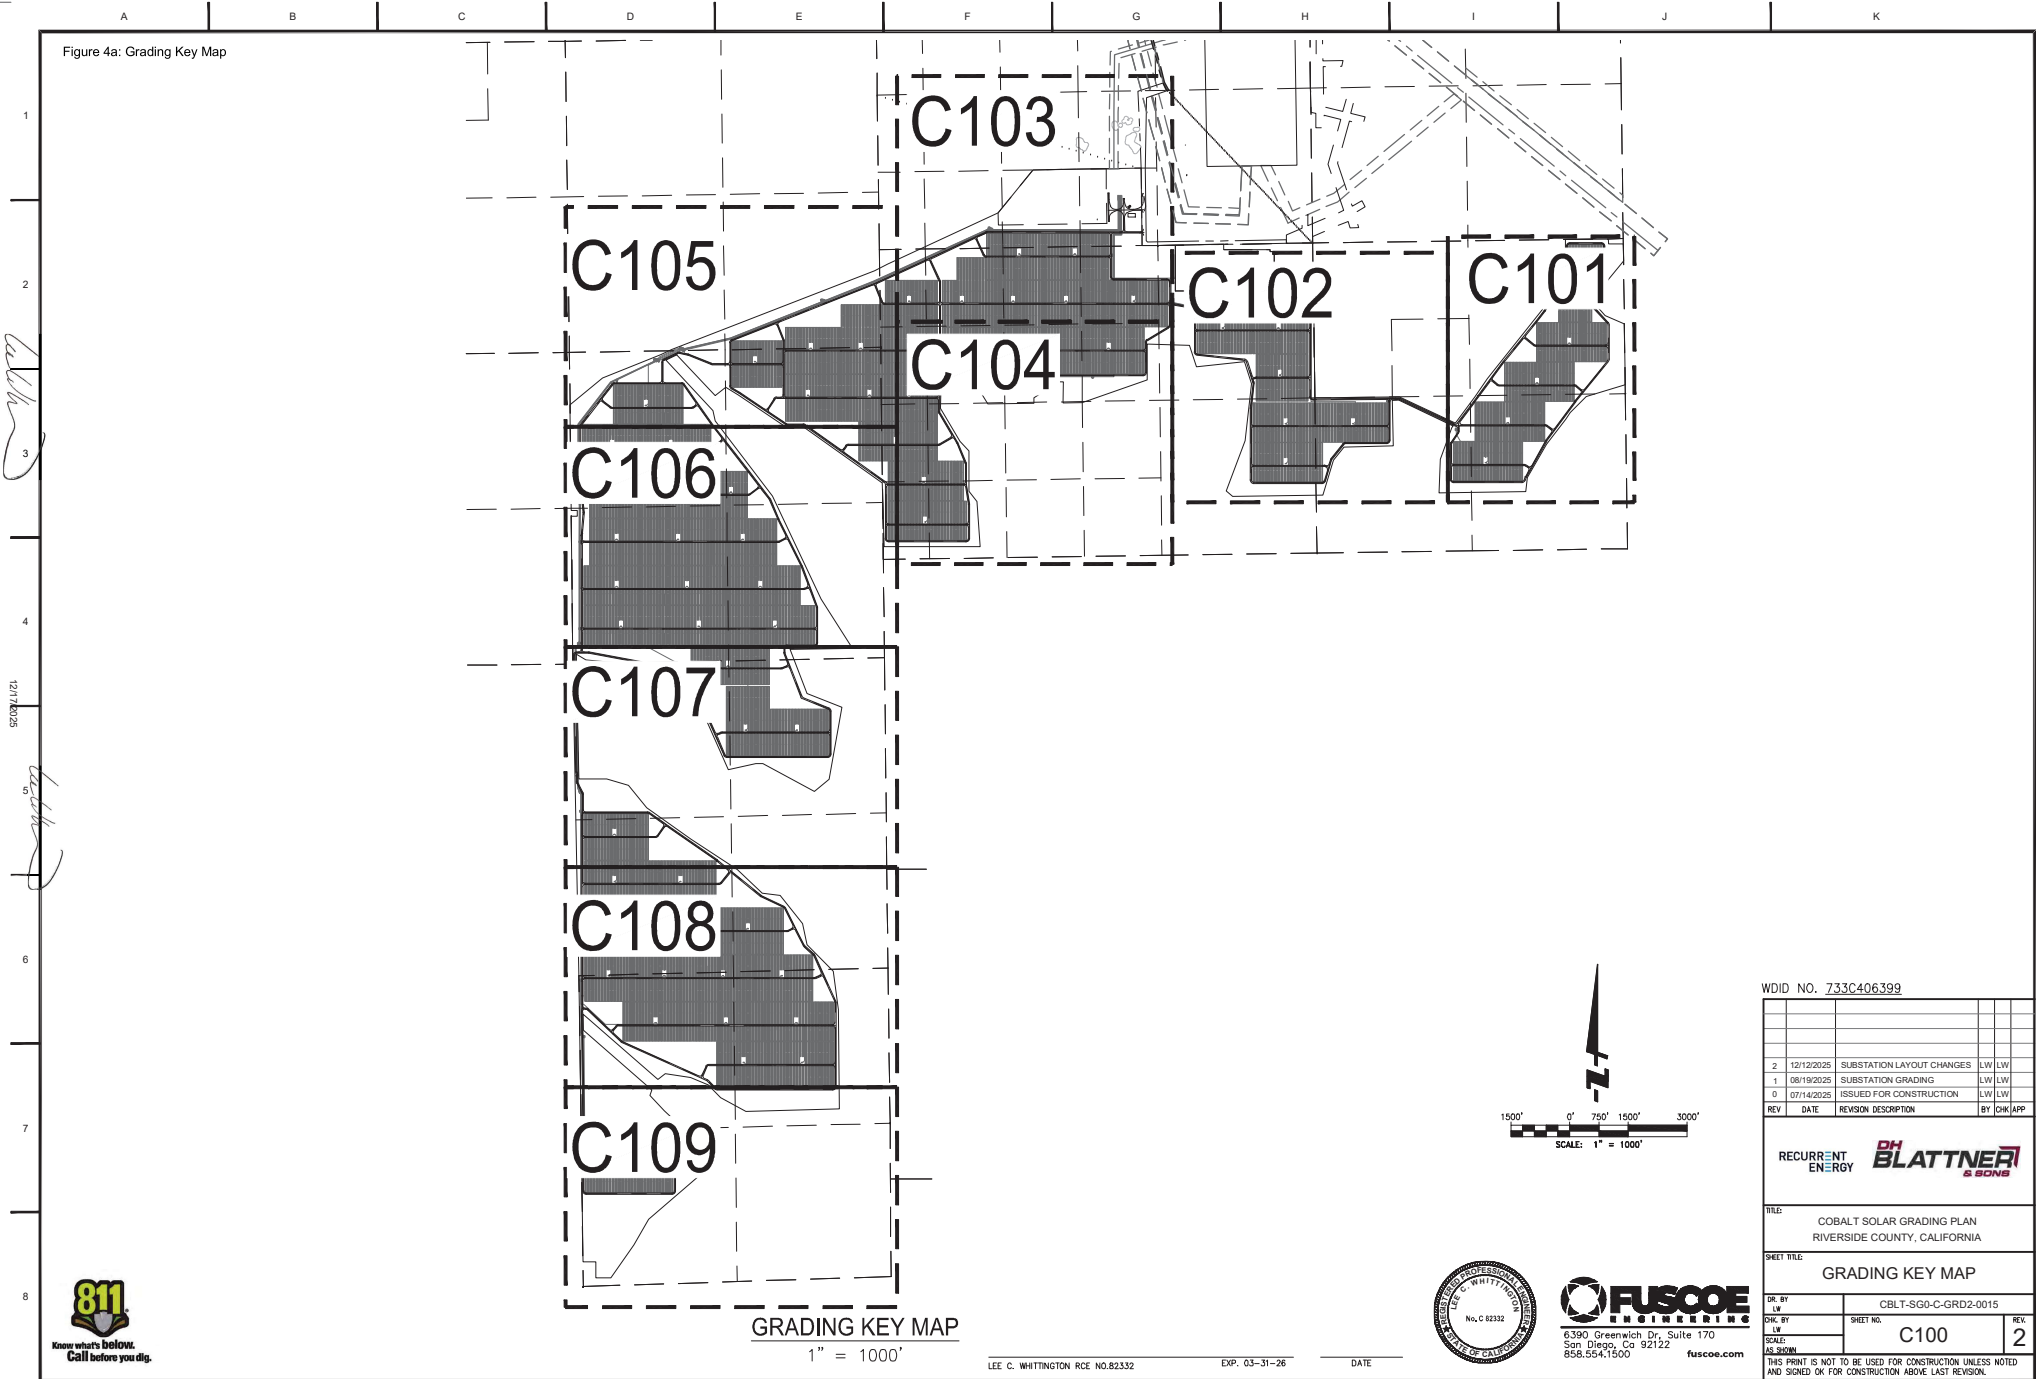 A B C D E F G H I J K
Figure 4a: Grading Key Map
1
2
3
4
5
6
7
8
12/17/2025
C103
C105
C102
C101
C104
C106
C107
C108
C109
WDID NO. 733C406399
2 12/12/2025 SUBSTATION LAYOUT CHANGES LW LW
1 08/19/2025 SUBSTATION GRADING LW LW
0 07/14/2025 ISSUED FOR CONSTRUCTION LW LW
REV DATE REVISION DESCRIPTION BY CHK APP
1500' 0' 750' 1500' 3000'
SCALE: 1" = 1000'
RECURRENT
ENERGY
DH
BLATTNER
& SONS
TITLE:
COBALT SOLAR GRADING PLAN
RIVERSIDE COUNTY, CALIFORNIA
SHEET TITLE:
GRADING KEY MAP
DR. BY
LW
CBLT-SG0-C-GRD2-0015
CHK. BY
LW
SHEET NO.
C100
REV.
2
SCALE:
AS SHOWN
THIS PRINT IS NOT TO BE USED FOR CONSTRUCTION UNLESS NOTED
AND SIGNED OK FOR CONSTRUCTION ABOVE LAST REVISION.
811
Know what's below.
Call before you dig.
GRADING KEY MAP
1" = 1000'
LEE C. WHITTINGTON RCE NO.82332 EXP. 03-31-26 DATE
REGISTERED PROFESSIONAL ENGINEER
LEE C. WHITTINGTON
No. C 82332
STATE OF CALIFORNIA
FUSCOE
ENGINEERING
6390 Greenwich Dr, Suite 170
San Diego, Ca 92122
858.554.1500 fuscoe.com